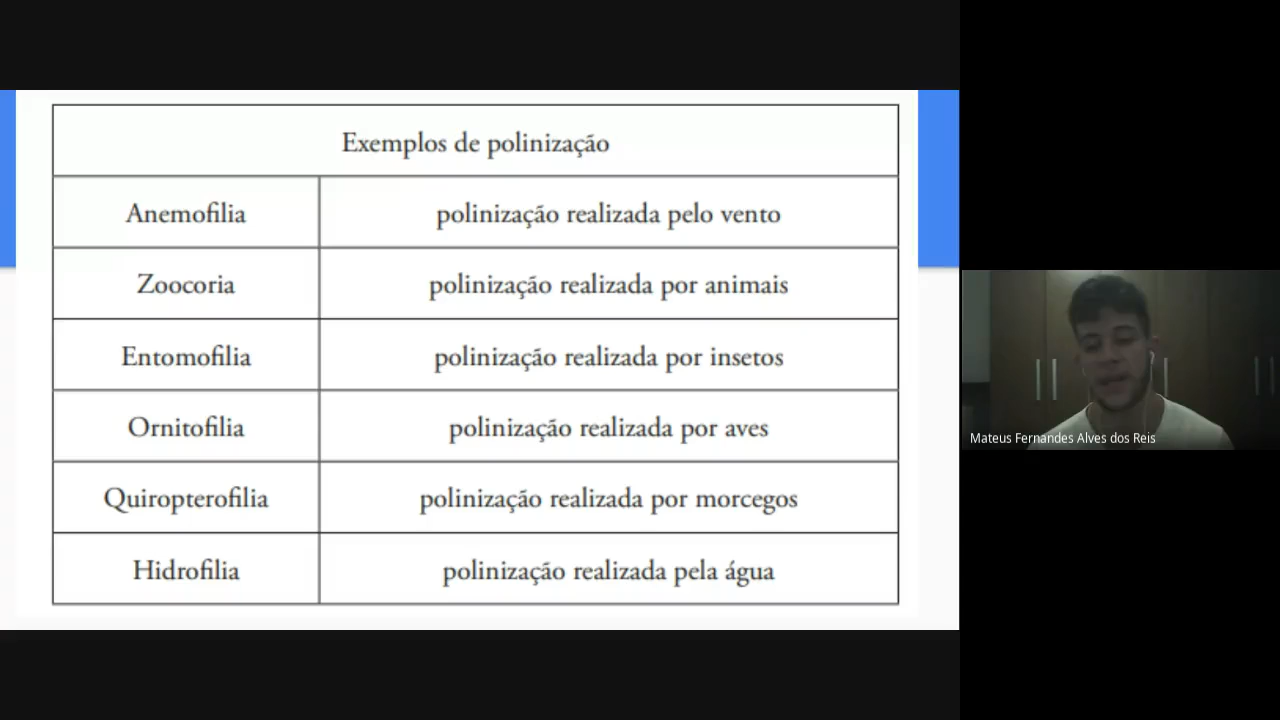 Exemplos de polinização
Anemofilia polinização realizada pelo vento
Zoocoria polinização realizada por animais
Entomofilia polinização realizada por insetos
Ornitofilia polinização realizada por aves
Quiropterofilia polinização realizada por morcegos
Hidrofilia polinização realizada pela água
Mateus Fernandes Alves dos Reis